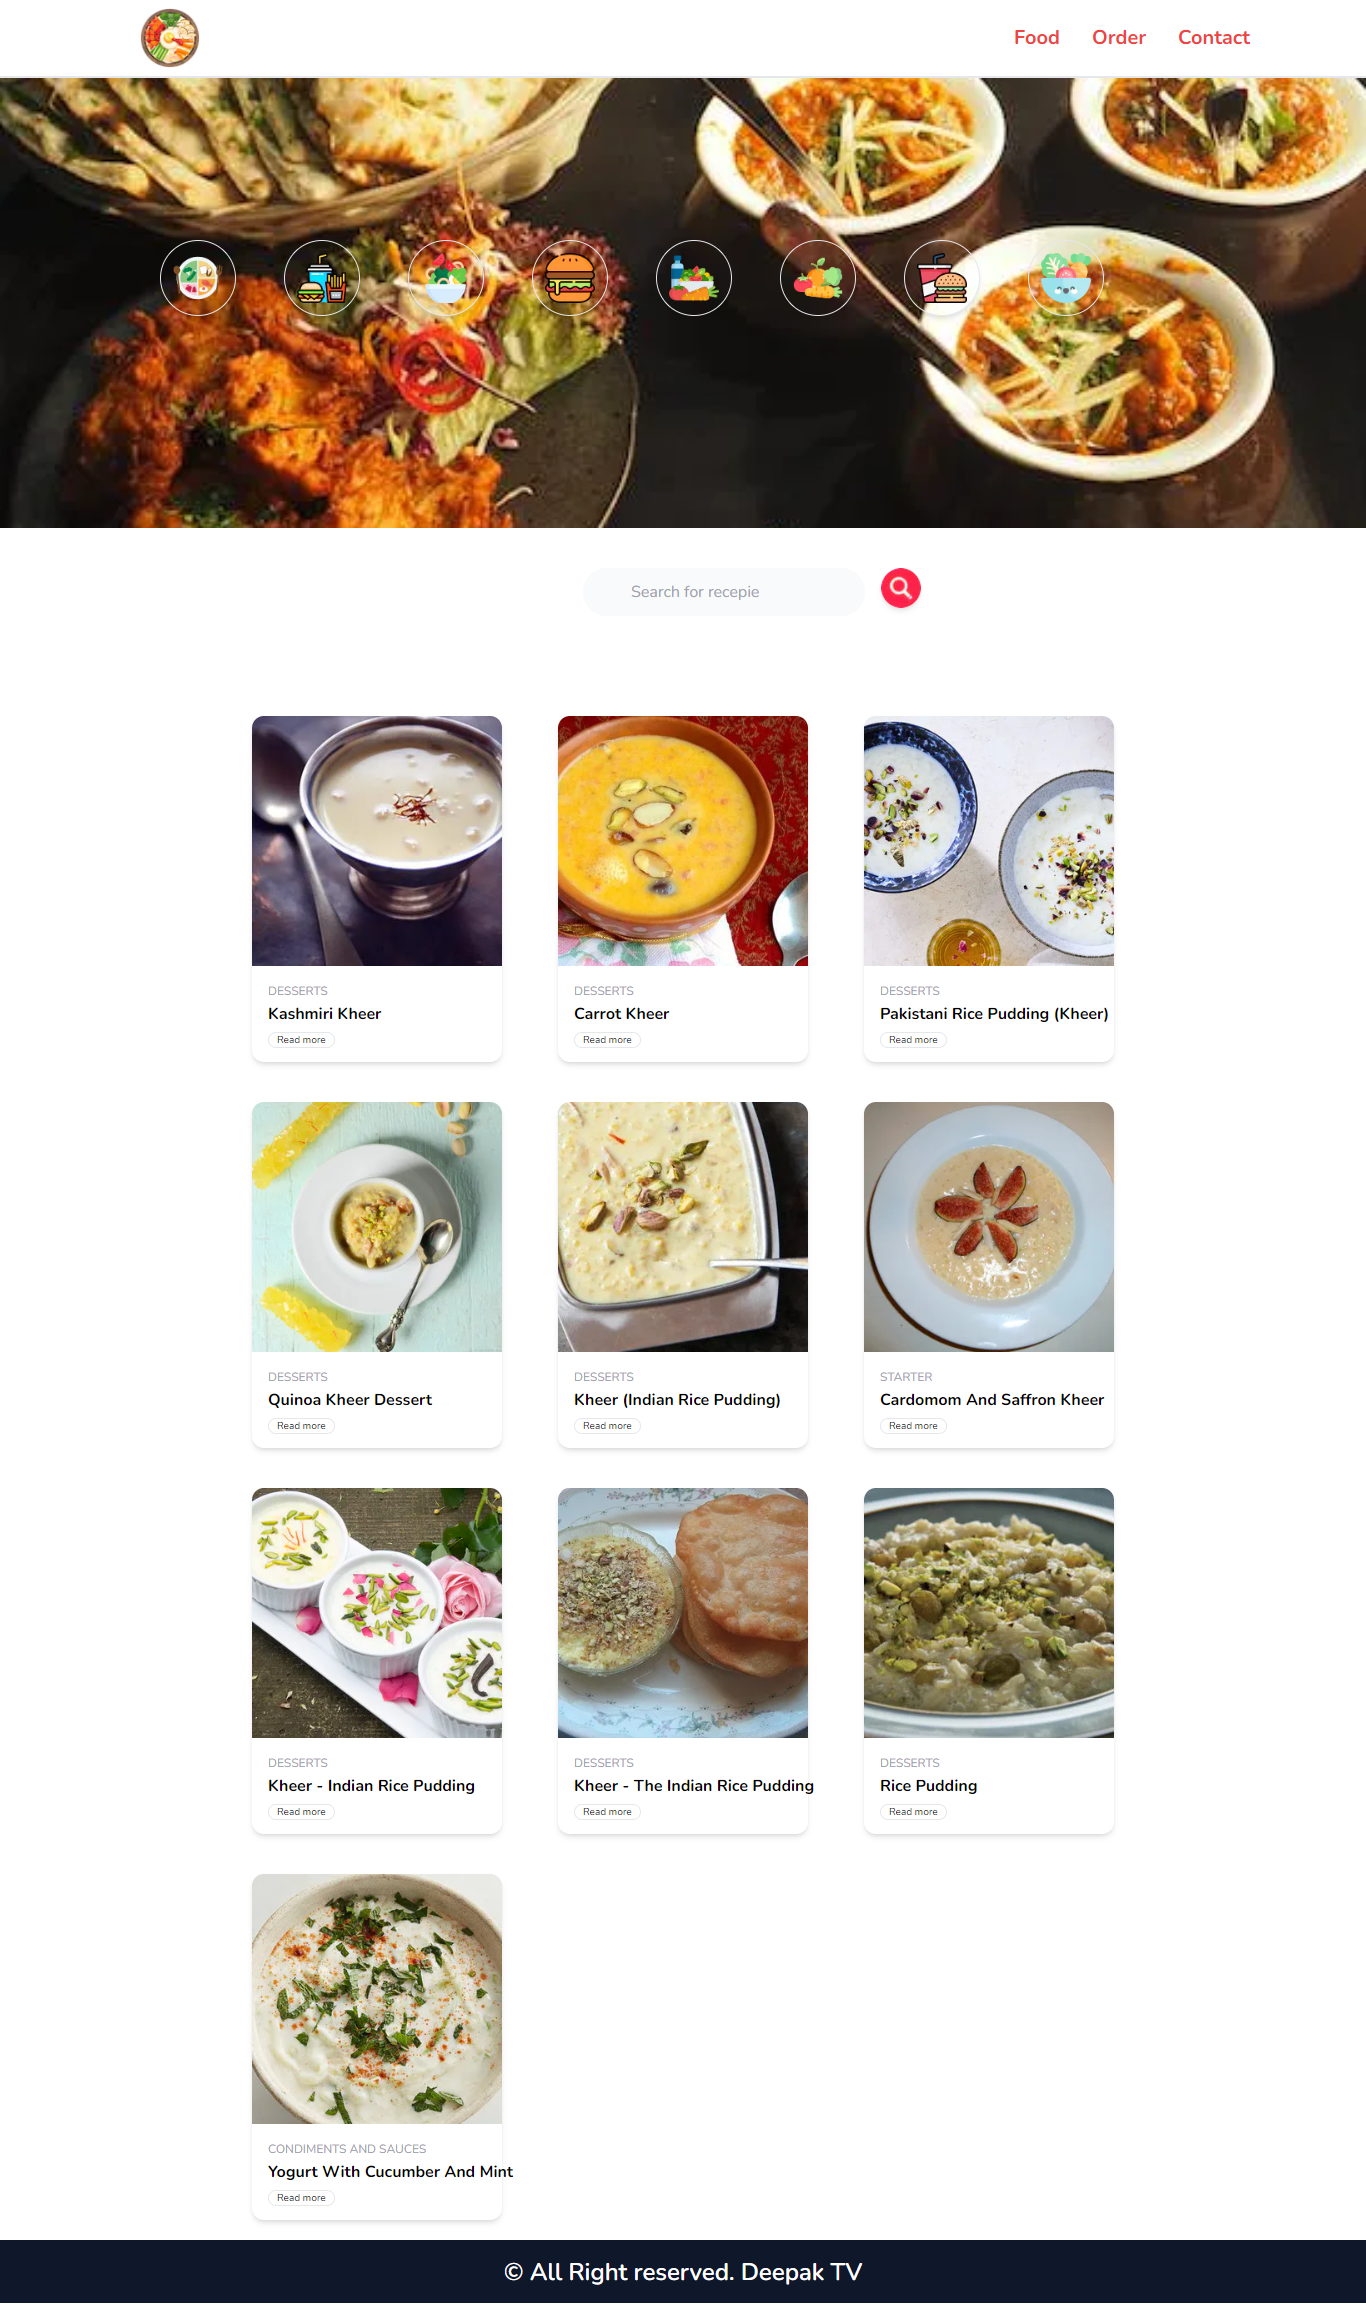 Food Order Contact
Search for recepie
DESSERTS
Kashmiri Kheer
Read more
DESSERTS
Carrot Kheer
Read more
DESSERTS
Pakistani Rice Pudding (Kheer)
Read more
DESSERTS
Quinoa Kheer Dessert
Read more
DESSERTS
Kheer (Indian Rice Pudding)
Read more
STARTER
Cardomom And Saffron Kheer
Read more
DESSERTS
Kheer - Indian Rice Pudding
Read more
DESSERTS
Kheer - The Indian Rice Pudding
Read more
DESSERTS
Rice Pudding
Read more
CONDIMENTS AND SAUCES
Yogurt With Cucumber And Mint
Read more
© All Right reserved. Deepak TV